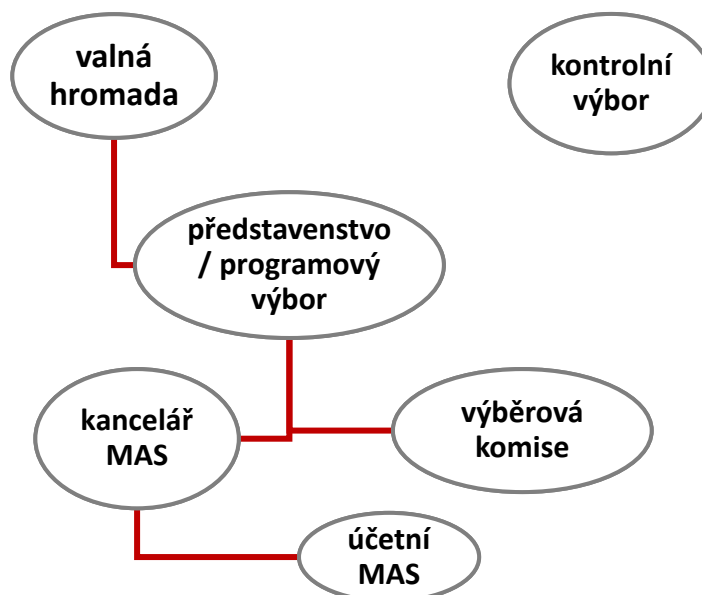 valná
hromada
kontrolní
výbor
představenstvo
/ programový
výbor
kancelář
MAS
výběrová
komise
účetní
MAS